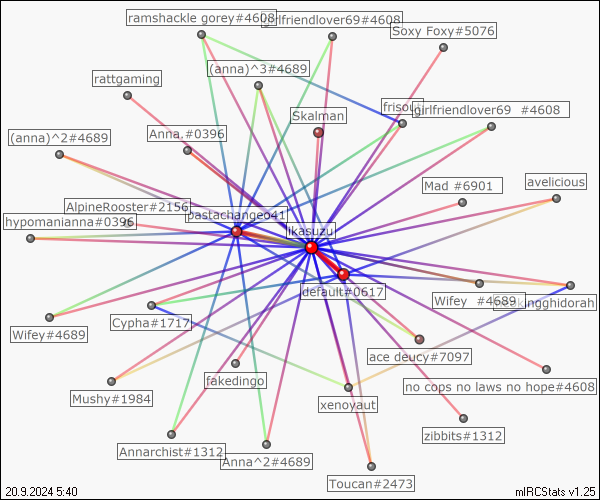 ramshackle gorey#4608
girlfriendlover69#4608
Soxy Foxy#5076
(anna)^3#4689
rattgaming
Skalman
girlfriendlover69 #4608
Anna,#0396
(anna)^2#4689
Mad #6901
avelicious
AlpineRooster#2156
hypomanianna#0396
pastachangeo41
ikasuzu
default#0617
Wifey #4689
Cypha#1717
Wifey#4689
ace deucy#7097
fakedingo
no cops no laws no hope#4608
Mushy#1984
xenoyaut
zibbits#1312
Annarchist#1312
Anna^2#4689
Toucan#2473
20.9.2024 5:40
mIRCStats v1.25